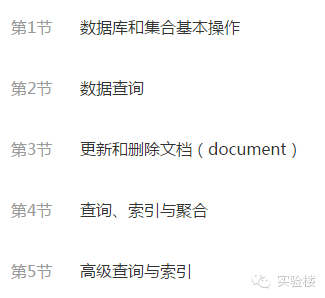 第1节 数据库和集合基本操作
第2节 数据查询
第3节 更新和删除文档（document）
第4节 查询、索引与聚合
第5节 高级查询与索引
实验楼